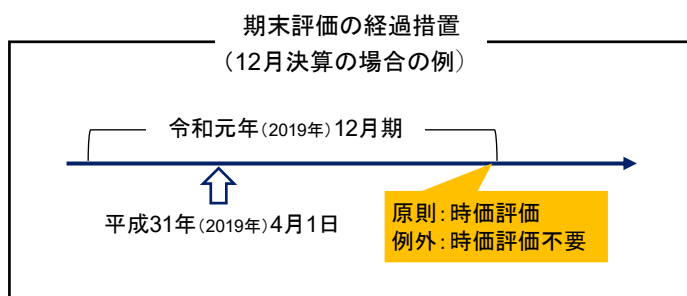 期末評価の経過措置
（12月決算の場合の例）
令和元年（2019年）12月期
平成31年（2019年）4月1日
原則：時価評価
例外：時価評価不要